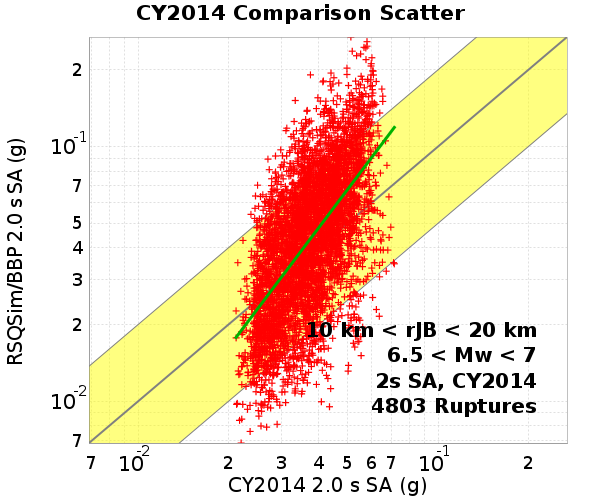 CY2014 Comparison Scatter
RSQSim/BBP 2.0 s SA (g)
2
10-1
7
5
4
3
2
10-2
7
10 km < rJB < 20 km
6.5 < Mw < 7
2s SA, CY2014
4803 Ruptures
7 10-2 2 3 4 5 6 7 10-1 2
CY2014 2.0 s SA (g)